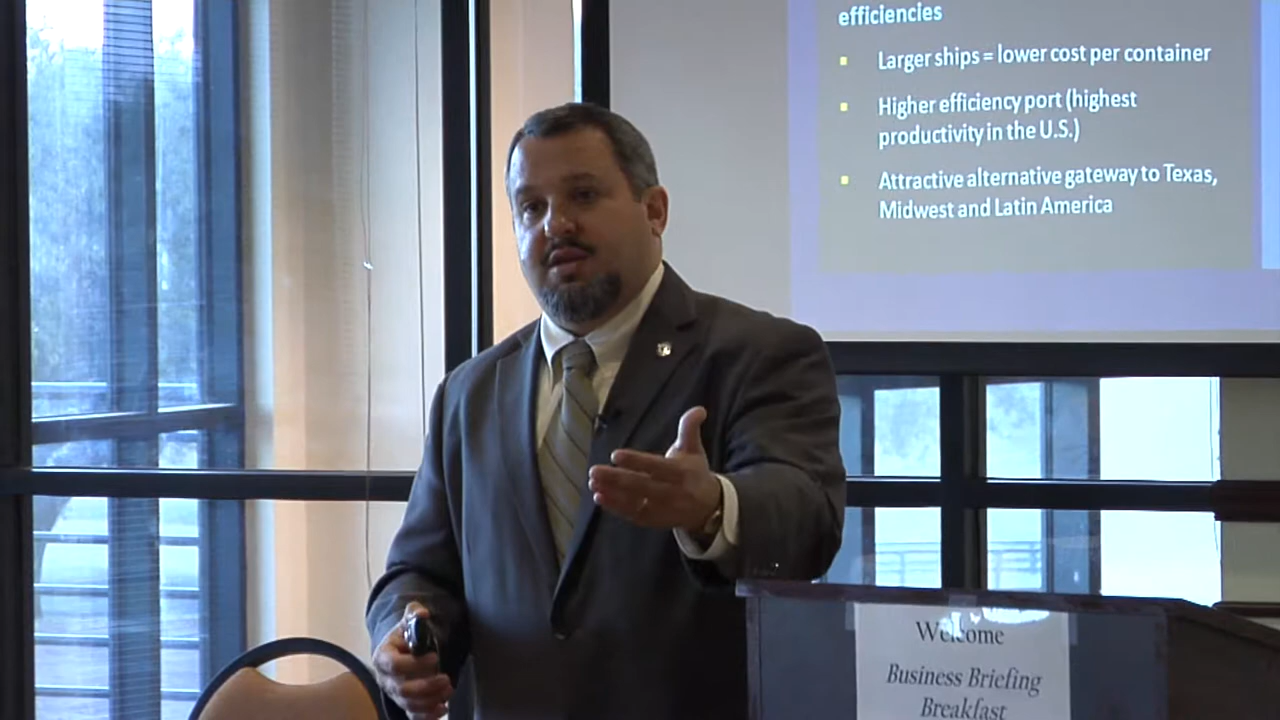 efficiencies
Larger ships = lower cost per container
Higher efficiency port (highest
productivity in the U.S.)
Attractive alternative gateway to Texas,
Midwest and Latin America
Welcome
Business Briefing
Breakfast